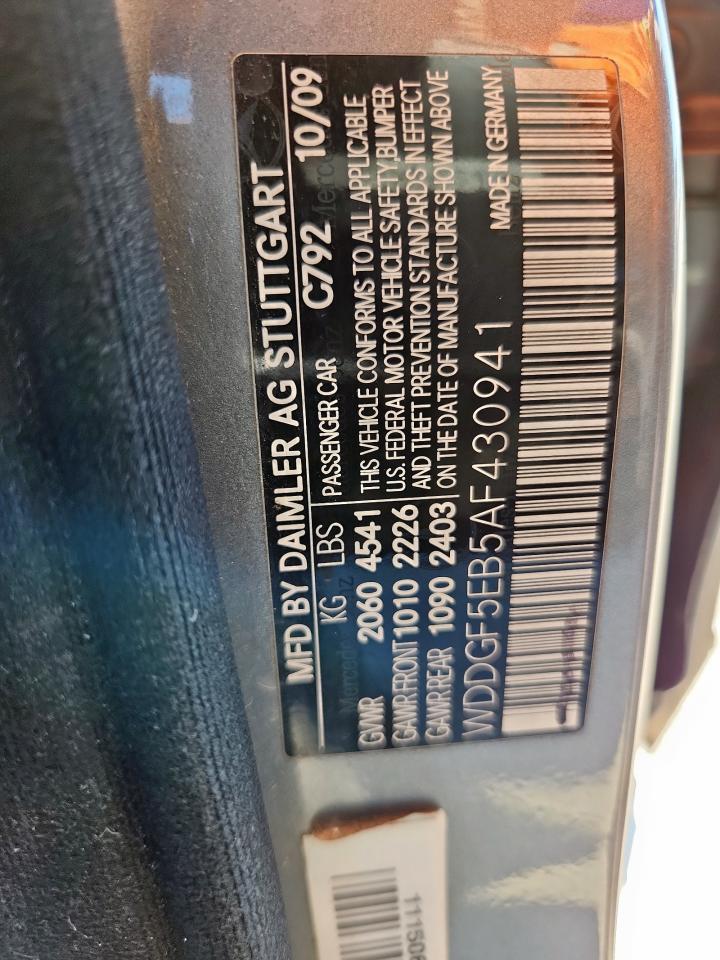 MFD BY DAIMLER AG STUTTGART
KG LBS PASSENGER CAR C792 10/09
GVWR 2060 4541 THIS VEHICLE CONFORMS TO ALL APPLICABLE
GAWR FRONT 1010 2226 U.S. FEDERAL MOTOR VEHICLE SAFETY, BUMPER
GAWR REAR 1090 2403 AND THEFT PREVENTION STANDARDS IN EFFECT
ON THE DATE OF MANUFACTURE SHOWN ABOVE
WDDGF5EB5AF430941 MADE IN GERMANY